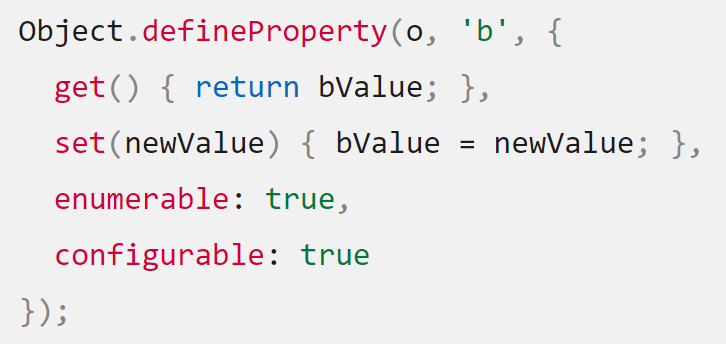 Object.defineProperty(o, 'b', {
  get() { return bValue; },
  set(newValue) { bValue = newValue; },
  enumerable: true,
  configurable: true
});